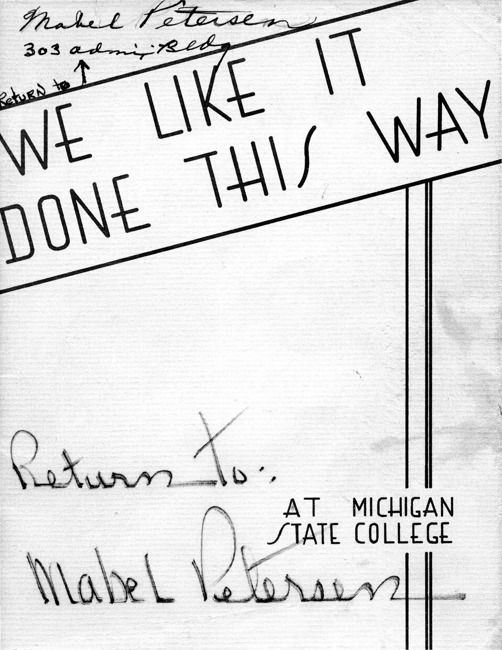 Mabel Petersen
303 admin. Bldg
Return to
WE LIKE IT
DONE THIS WAY
Return to:
AT MICHIGAN
STATE COLLEGE
Mabel Petersen